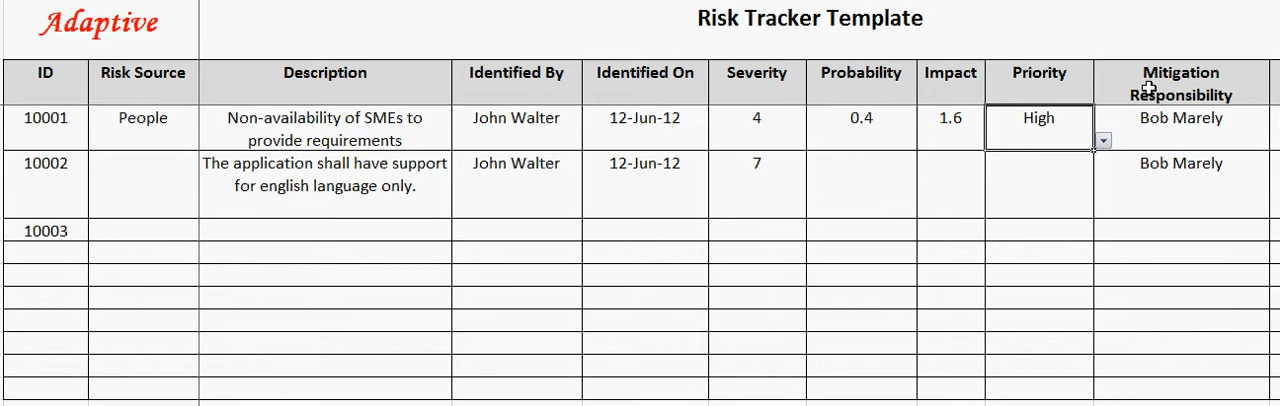 Adaptive
Risk Tracker Template
ID Risk Source Description Identified By Identified On Severity Probability Impact Priority Mitigation
Responsibility
10001 People Non-availability of SMEs to John Walter 12-Jun-12 4 0.4 1.6 High Bob Marely
provide requirements
10002 The application shall have support John Walter 12-Jun-12 7 Bob Marely
for english language only.
10003